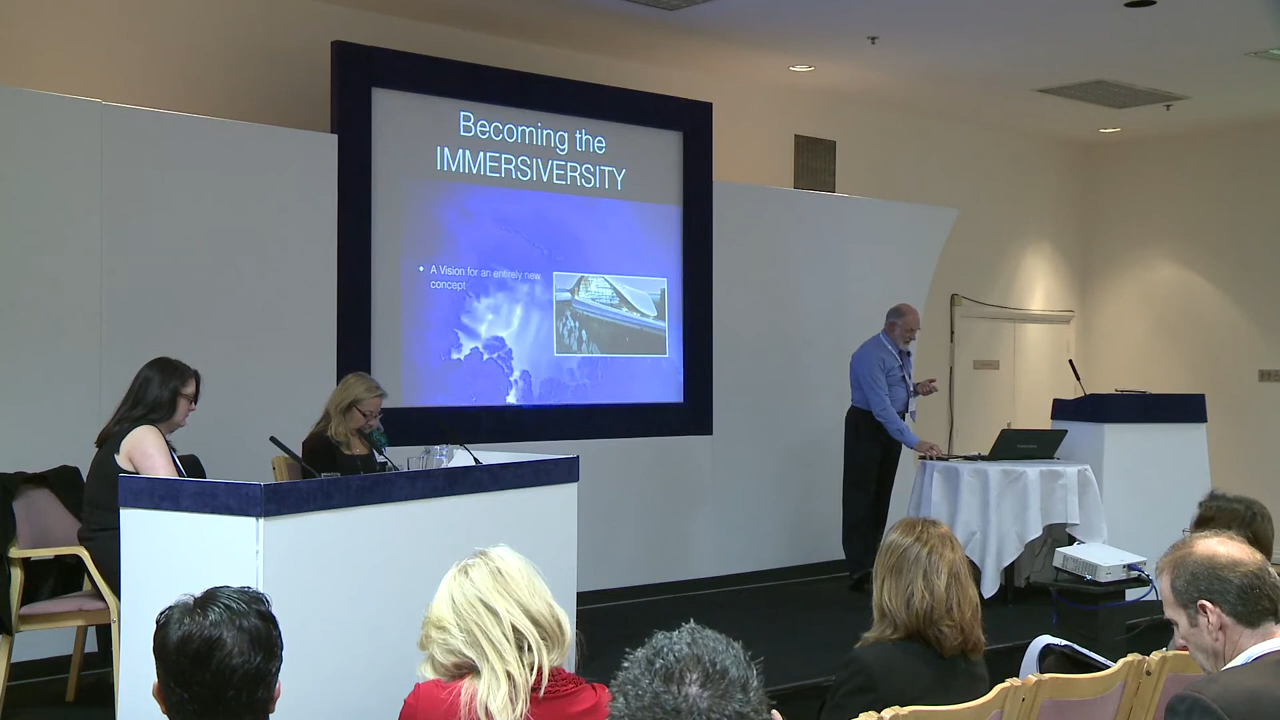 Becoming the
IMMERSIVERSITY
• A Vision for an entirely new
concept